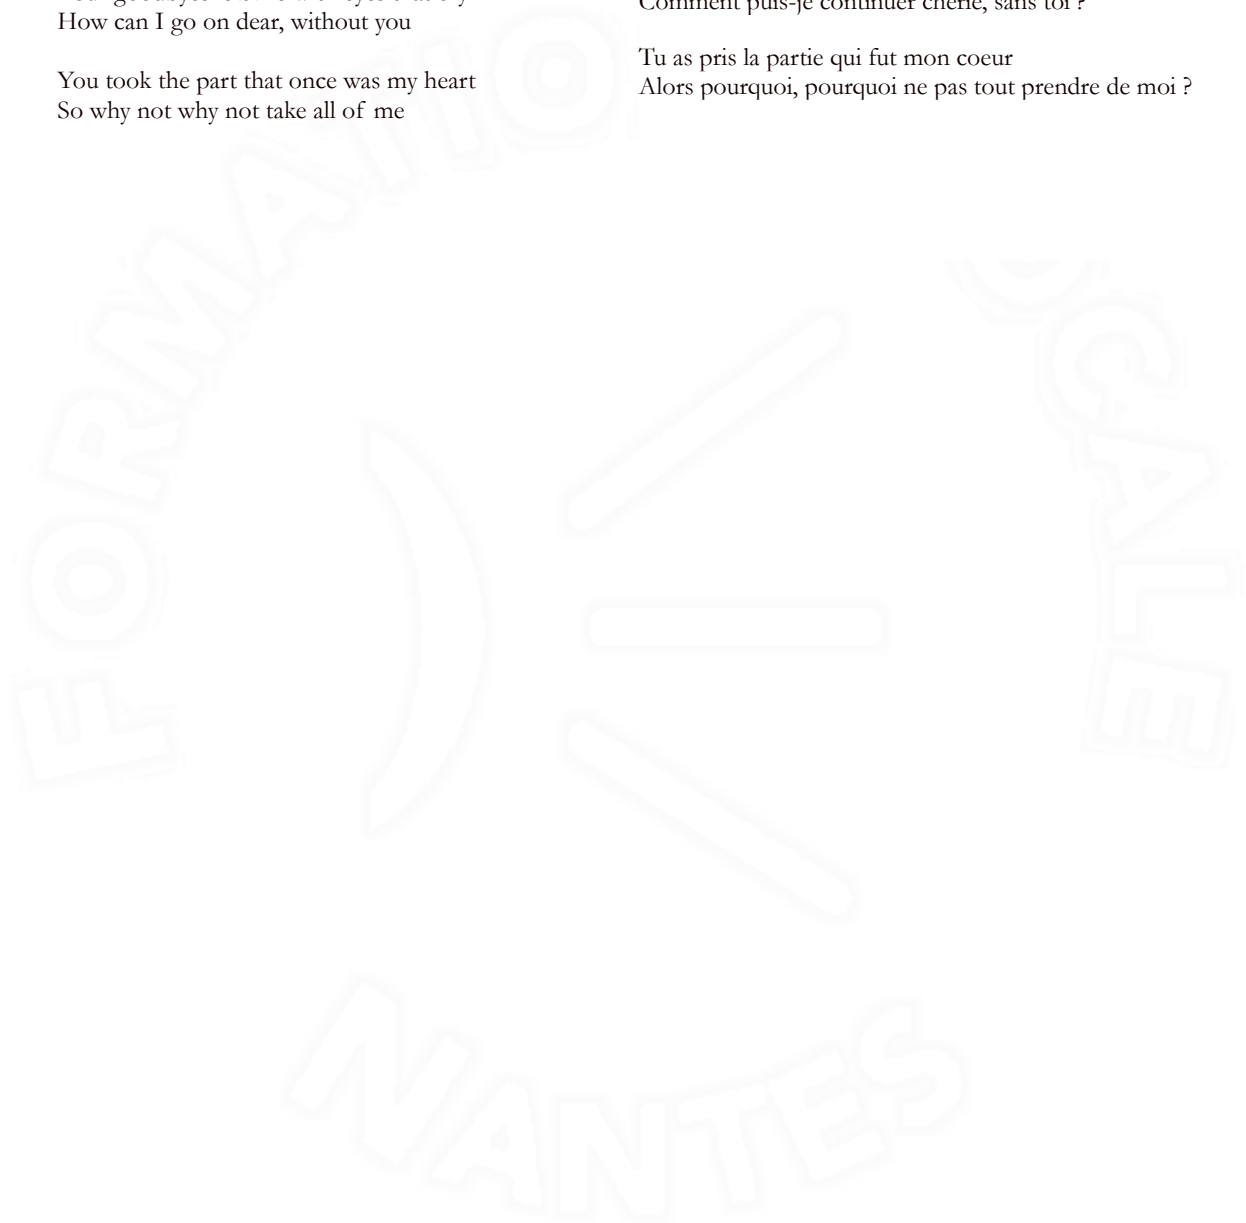 How can I go on dear, without you
You took the part that once was my heart
So why not why not take all of me
Comment puis-je continuer chérie, sans toi ?
Tu as pris la partie qui fut mon coeur
Alors pourquoi, pourquoi ne pas tout prendre de moi ?
FORMATIO
OCALE
NANTES